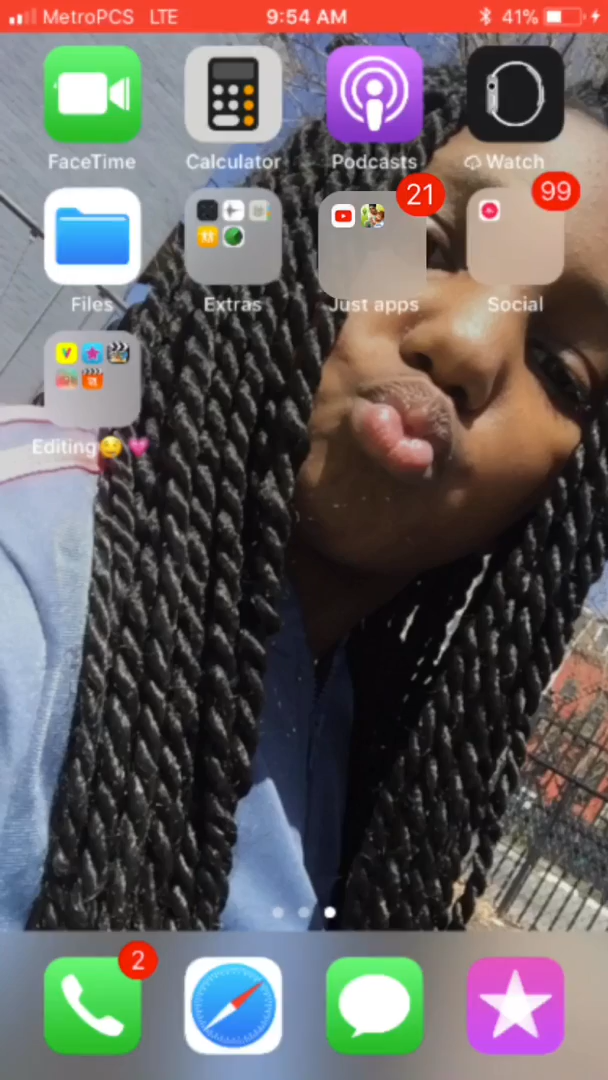 MetroPCS LTE 9:54 AM 41%
FaceTime Calculator Podcasts Watch
21 99
Files Extras Just apps Social
Editing😉💗
2